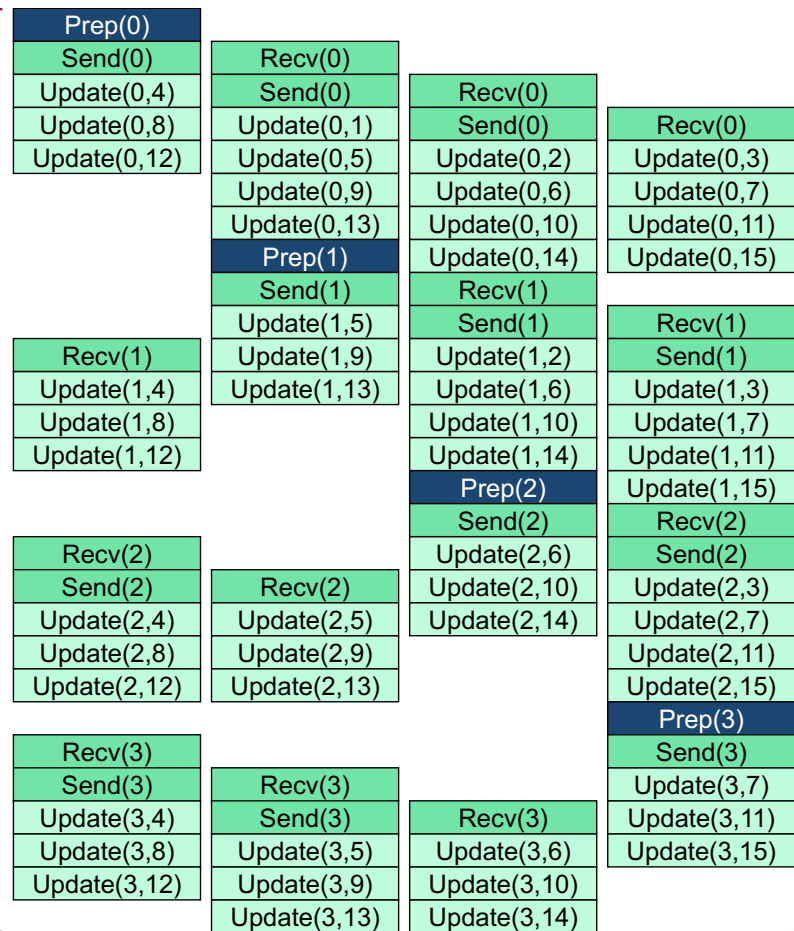 Prep(0)
Send(0) Recv(0)
Update(0,4) Send(0) Recv(0)
Update(0,8) Update(0,1) Send(0) Recv(0)
Update(0,12) Update(0,5) Update(0,2) Update(0,3)
Update(0,9) Update(0,6) Update(0,7)
Update(0,13) Update(0,10) Update(0,11)
Prep(1) Update(0,14) Update(0,15)
Send(1) Recv(1)
Update(1,5) Send(1) Recv(1)
Recv(1) Update(1,9) Update(1,2) Send(1)
Update(1,4) Update(1,13) Update(1,6) Update(1,3)
Update(1,8) Update(1,10) Update(1,7)
Update(1,12) Update(1,14) Update(1,11)
Prep(2) Update(1,15)
Send(2) Recv(2)
Recv(2) Update(2,6) Send(2)
Send(2) Recv(2) Update(2,10) Update(2,3)
Update(2,4) Update(2,5) Update(2,14) Update(2,7)
Update(2,8) Update(2,9) Update(2,11)
Update(2,12) Update(2,13) Update(2,15)
Prep(3)
Recv(3) Send(3)
Send(3) Recv(3) Update(3,7)
Update(3,4) Send(3) Recv(3) Update(3,11)
Update(3,8) Update(3,5) Update(3,6) Update(3,15)
Update(3,12) Update(3,9) Update(3,10)
Update(3,13) Update(3,14)